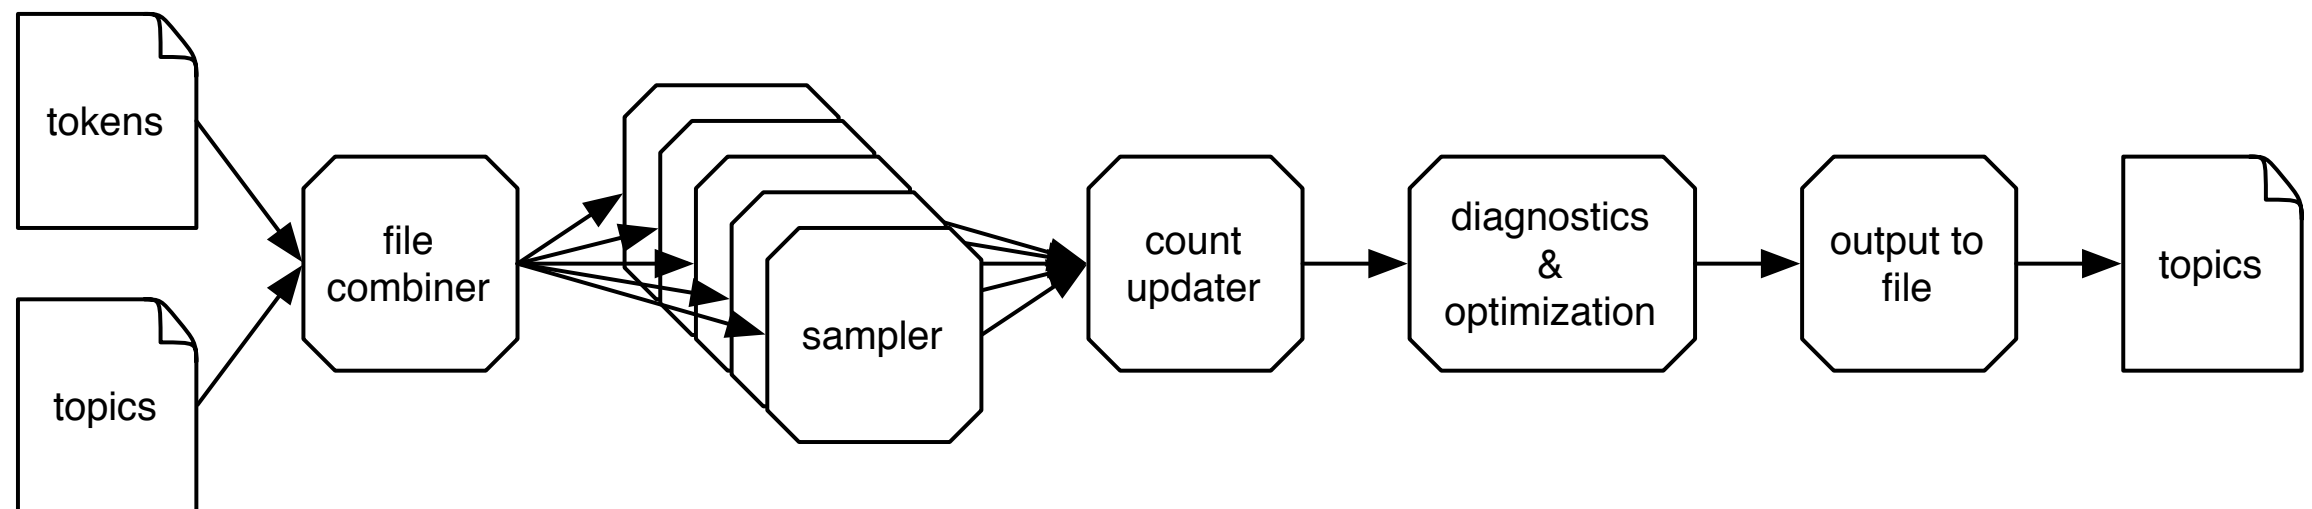 tokens
topics
file
combiner
sampler
count
updater
diagnostics
&
optimization
output to
file
topics